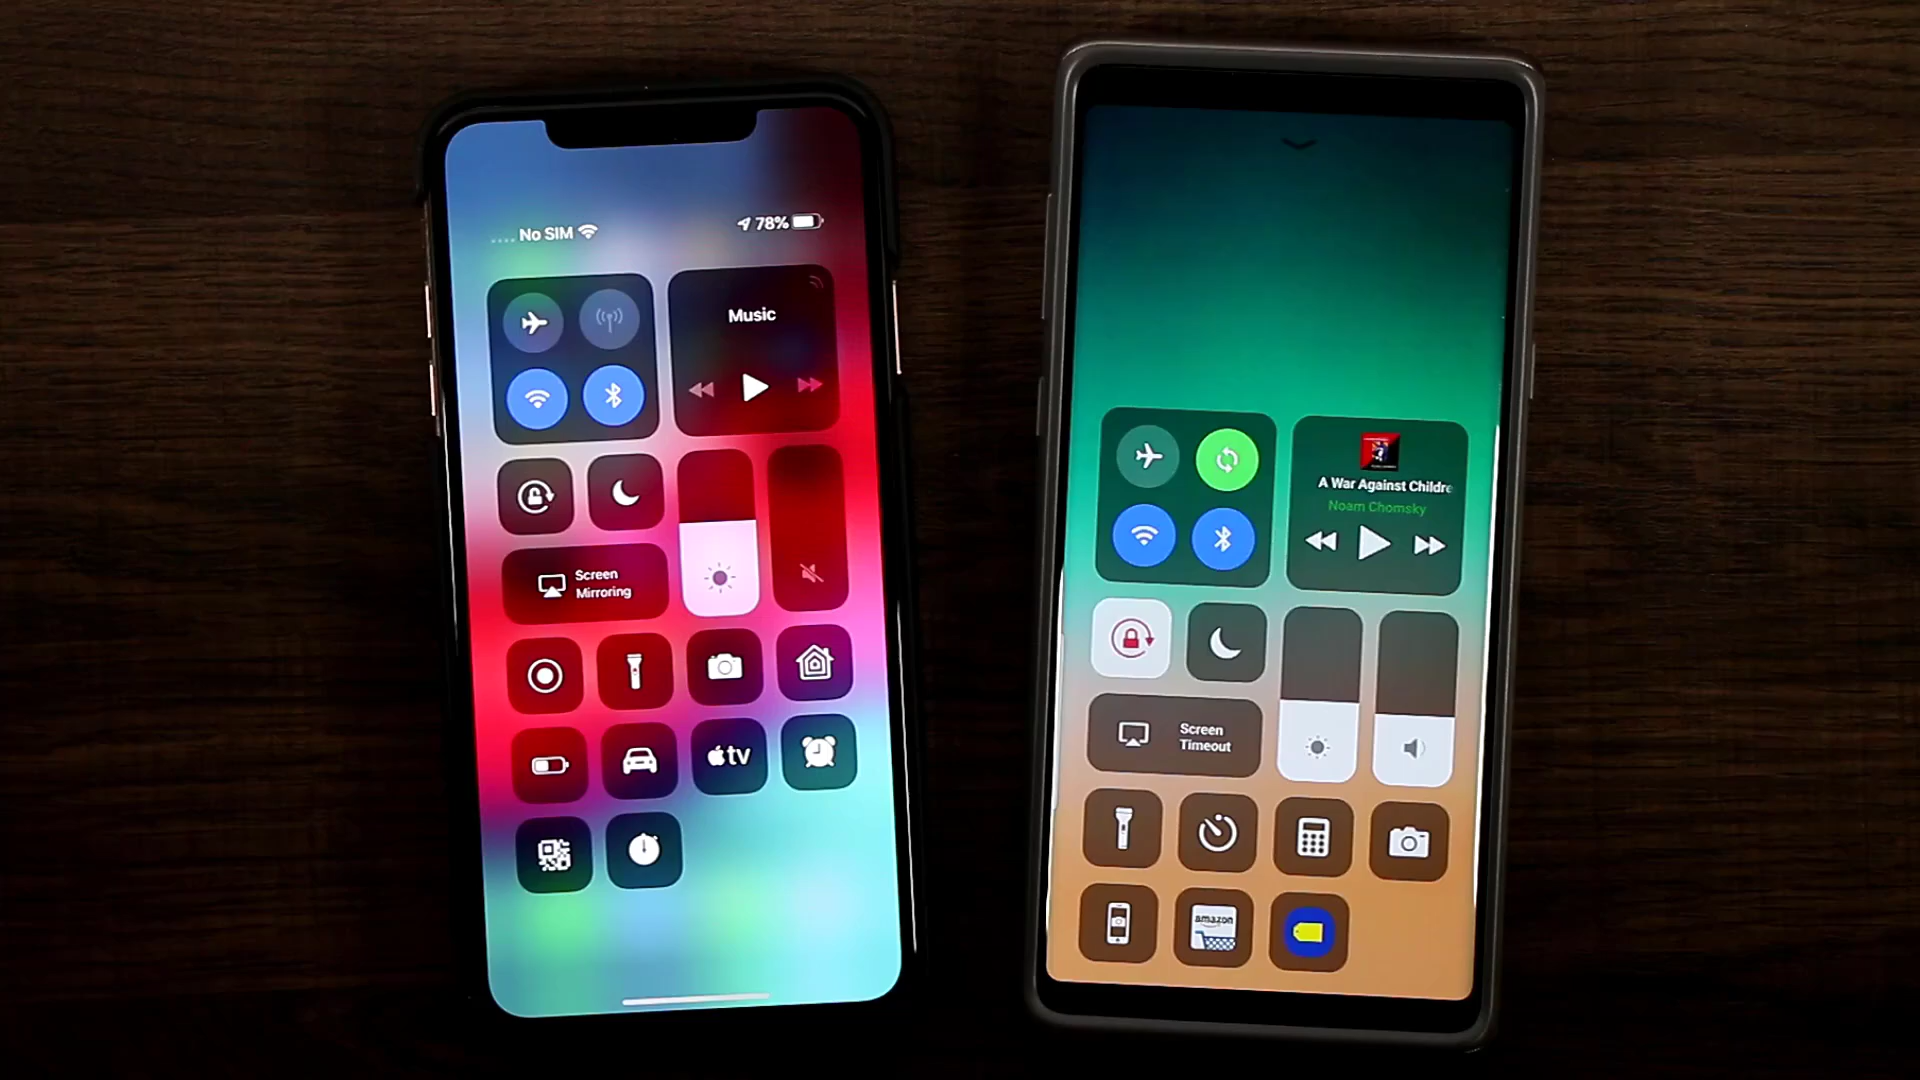 No SIM
78%
Music
Screen
Mirroring
tv
A War Against Childre
Noam Chomsky
Screen
Timeout
amazon